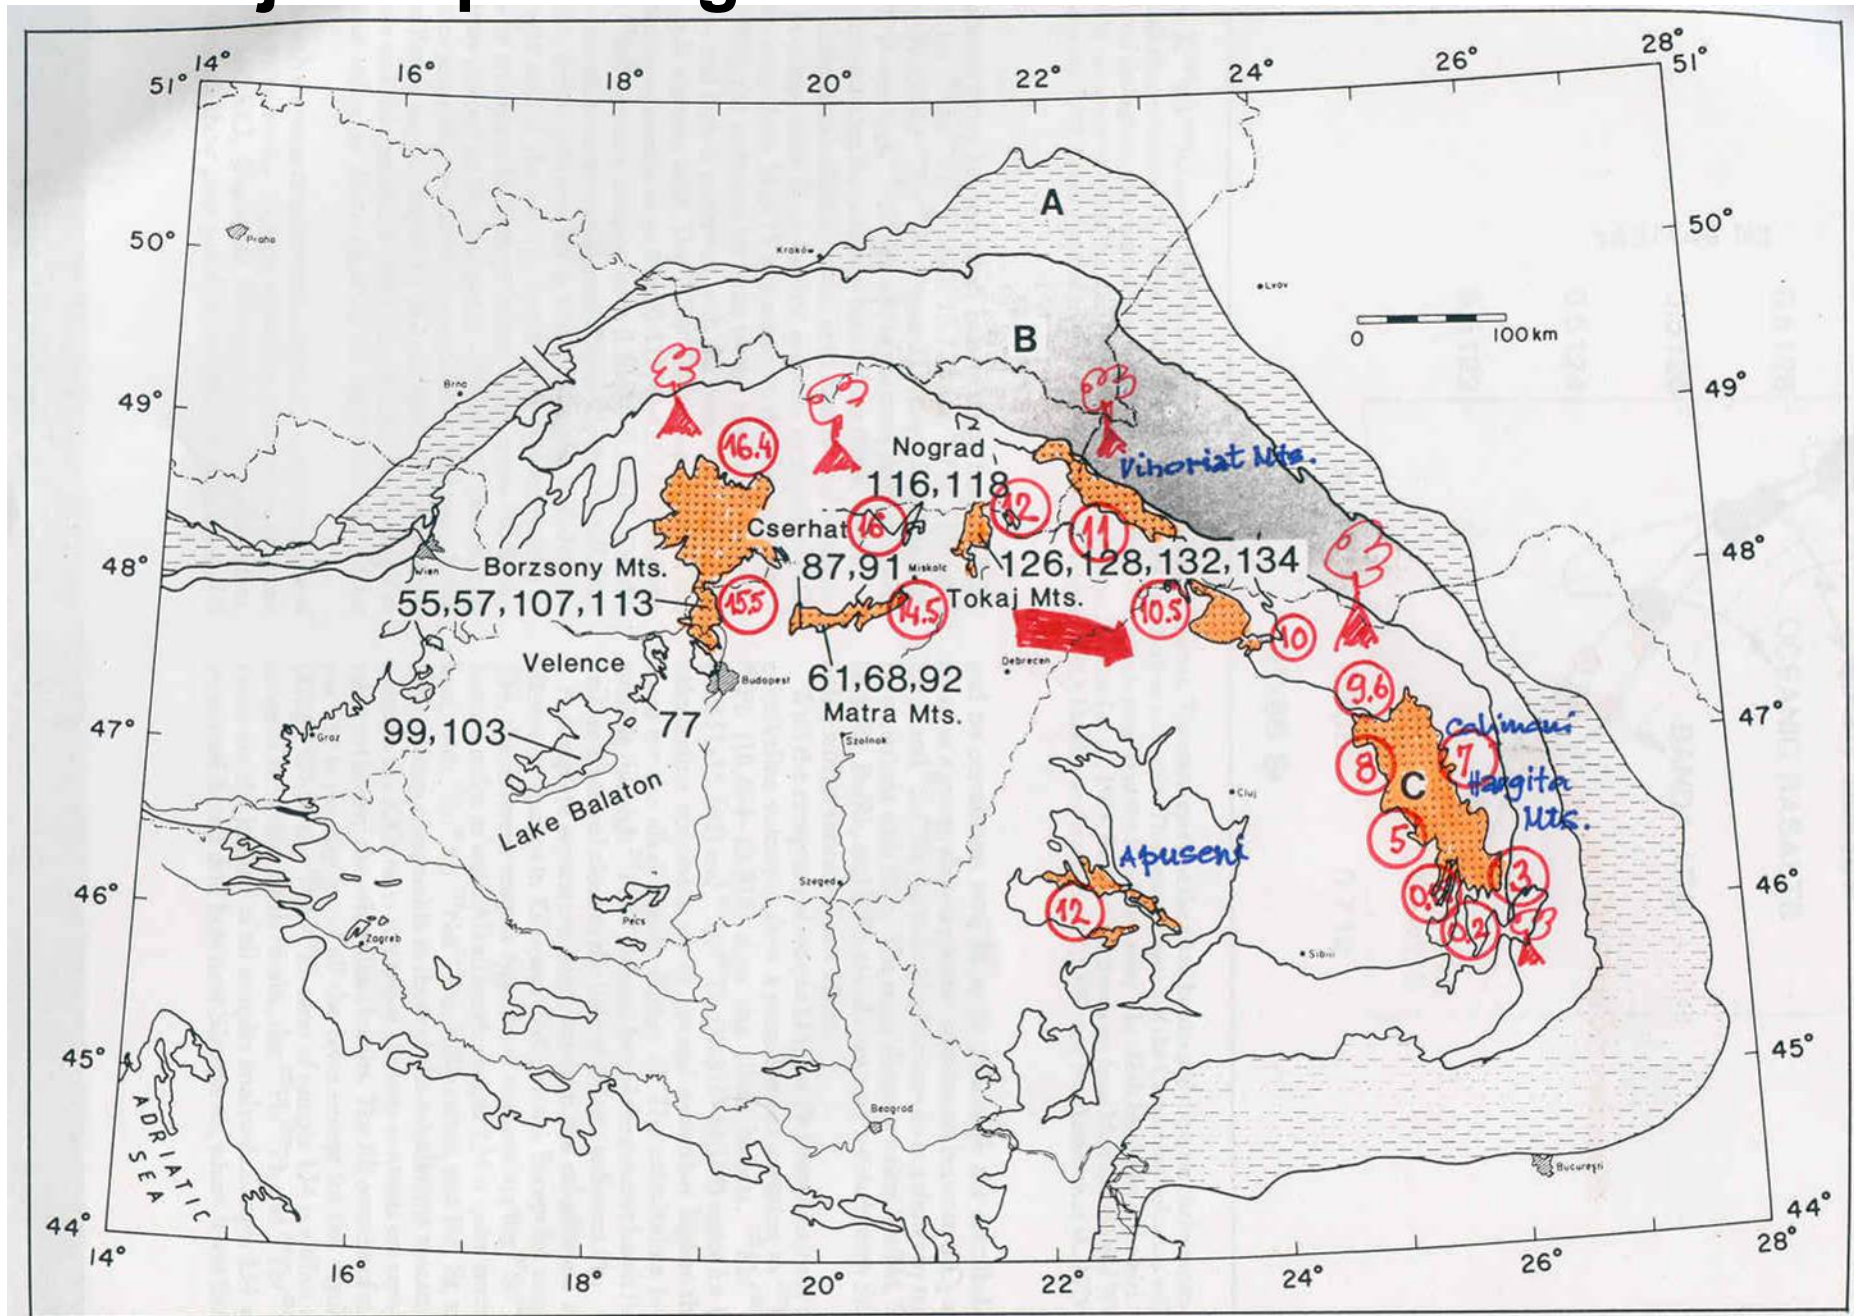 14° 16° 18° 20° 22° 24° 26° 28°
51° 51°
A
50° 50°
Praha
Kraków
Lvov
B
0 100 km
Brno
49° 49°
16.4
Nograd
Vihorlat Mts.
116,118
12
Cserhat
16
11
48° 48°
Wien
Borzsony Mts.
87,91
Miskolc
126,128,132,134
55,57,107,113
15.5
14.5
Tokaj Mts.
10.5
10
Velence
Debrecen
Budapest
61,68,92
9.6
Matra Mts.
47° 47°
Graz
99,103
77
Szolnok
Calimani
8
7
C
Hargita
Mts.
Cluj
Lake Balaton
5
Apuseni
46° 46°
Szeged
3
12
Pécs
0.2
Zagreb
Sibiu
45° 45°
ADRIATIC
SEA
Beograd
Bucureşti
44° 44°
14° 16° 18° 20° 22° 24° 26° 28°